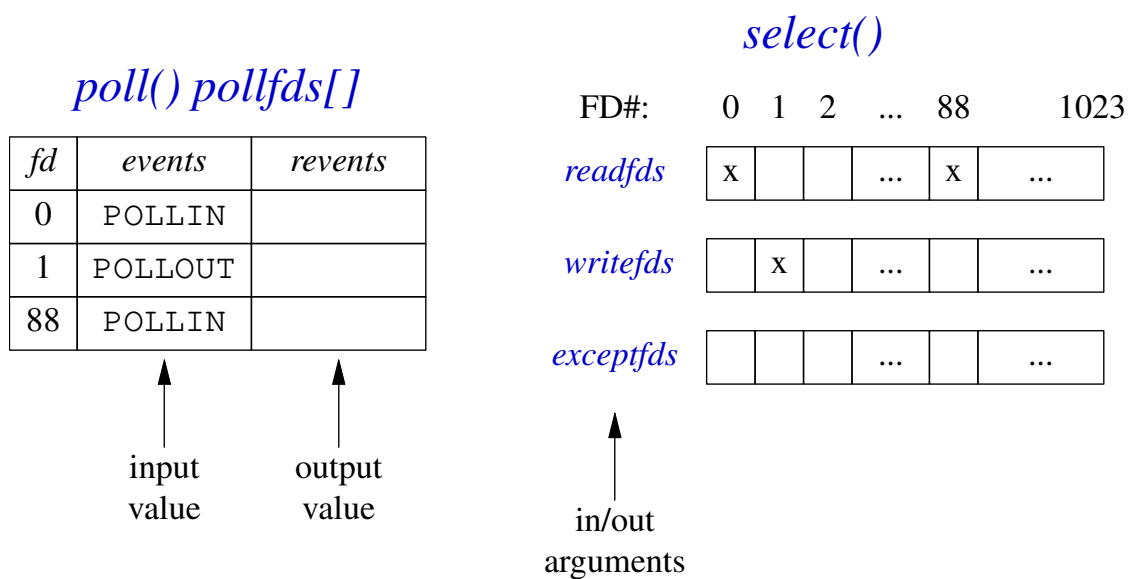 poll() pollfds[]
fd events revents
0 POLLIN
1 POLLOUT
88 POLLIN
input value
output value
select()
FD#: 0 1 2 ... 88 1023
readfds x ... x ...
writefds x ... ...
exceptfds ... ...
in/out
arguments